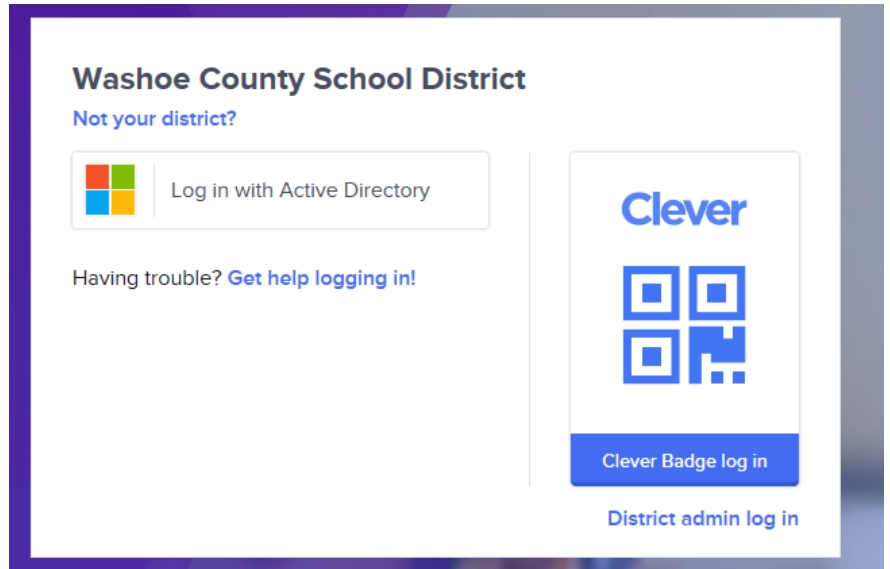 Washoe County School District
Not your district?
Log in with Active Directory
Having trouble? Get help logging in!
Clever
Clever Badge log in
District admin log in